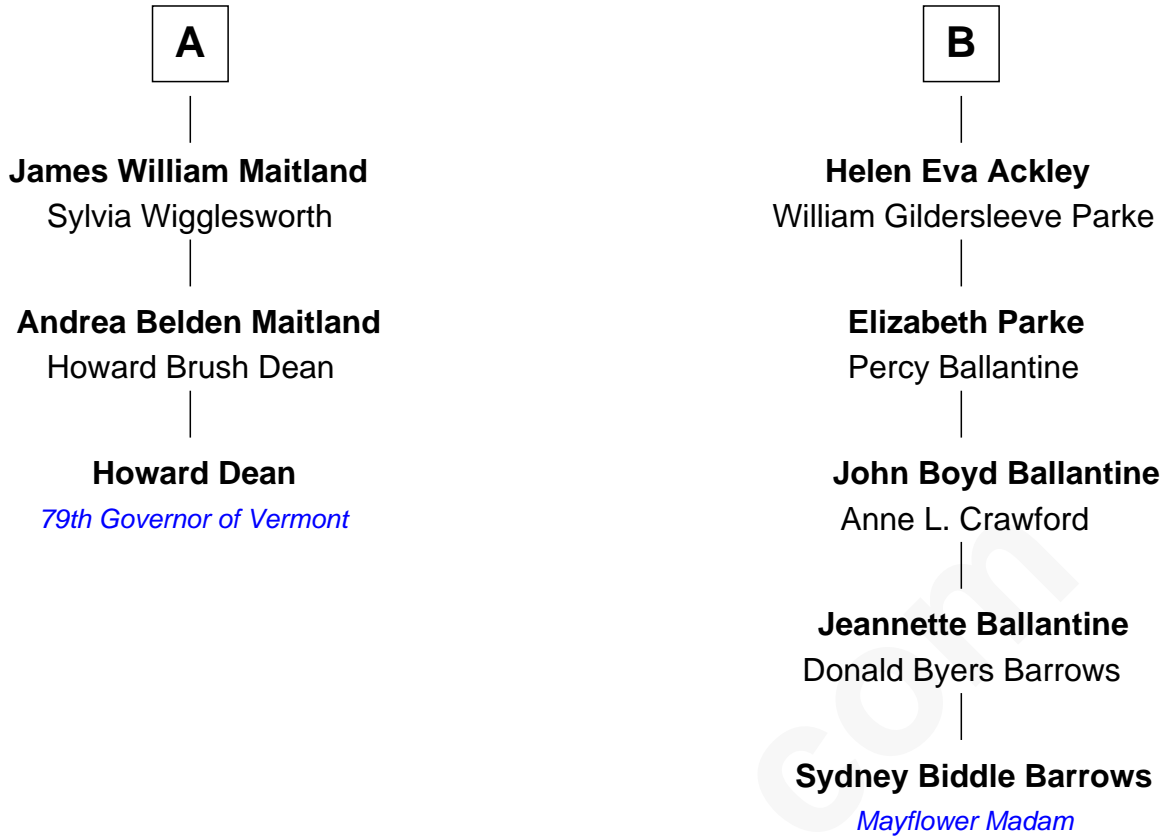 A
James William Maitland
Sylvia Wigglesworth
Andrea Belden Maitland
Howard Brush Dean
Howard Dean
79th Governor of Vermont
B
Helen Eva Ackley
William Gildersleeve Parke
Elizabeth Parke
Percy Ballantine
John Boyd Ballantine
Anne L. Crawford
Jeannette Ballantine
Donald Byers Barrows
Sydney Biddle Barrows
Mayflower Madam
com